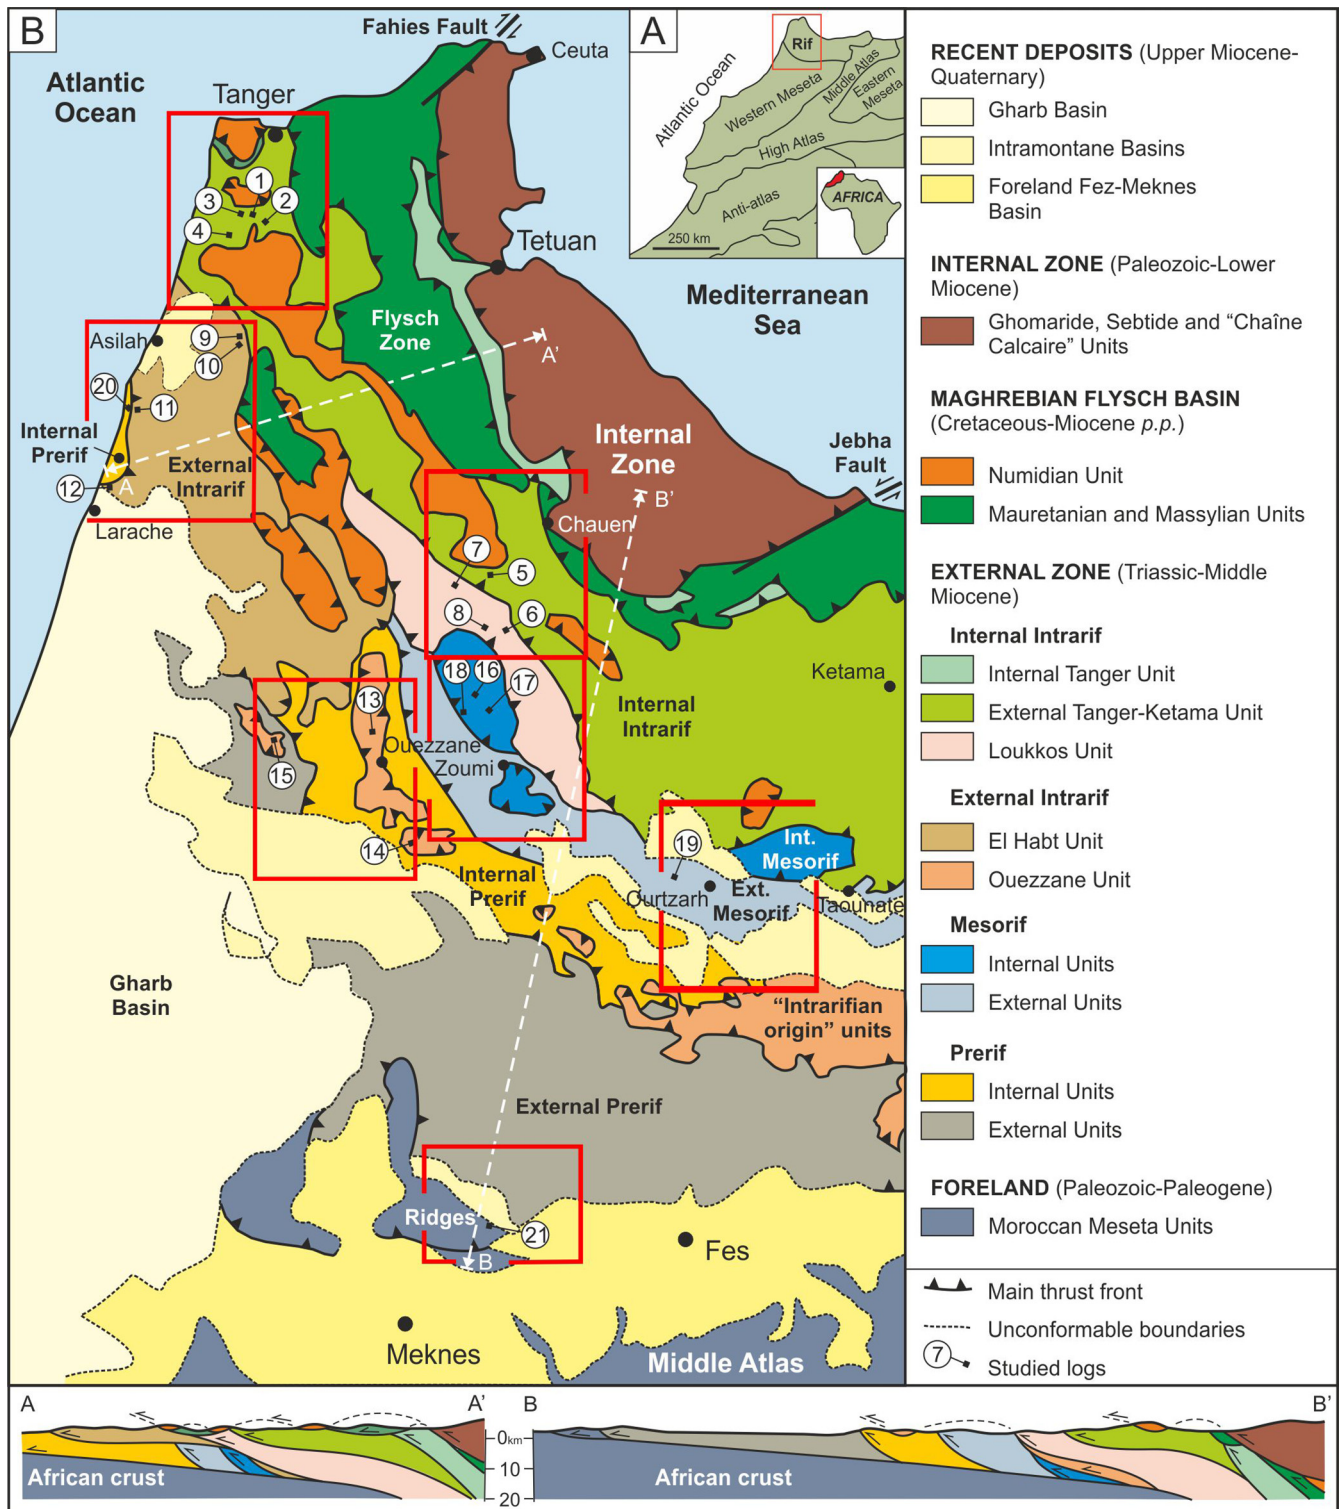 B
Fahies Fault
Ceuta
Atlantic
Ocean
Tanger
1
3
2
4
Tetuan
Mediterranean
Sea
Flysch
Zone
Asilah
9
10
A'
20
11
Internal
Prerif
External
Intrarif
12
A
Larache
Internal
Zone
B'
Jebha
Fault
Chauen
7
5
8
6
Ketama
18
16
17
13
Internal
Intrarif
Ouezzane
Zoumi
15
14
19
Int.
Mesorif
Internal
Prerif
Ourtzarh
Ext.
Mesorif
Taounate
Gharb
Basin
"Intrarifian
origin" units
External Prerif
Ridges
21
B
Fes
Meknes
Middle Atlas
A
Rif
Atlantic Ocean
Western Meseta
Middle Atlas
Eastern
Meseta
High Atlas
Anti-atlas
250 km
AFRICA
RECENT DEPOSITS (Upper Miocene-
Quaternary)
Gharb Basin
Intramontane Basins
Foreland Fez-Meknes
Basin
INTERNAL ZONE (Paleozoic-Lower
Miocene)
Ghomaride, Sebtide and “Chaîne
Calcaire” Units
MAGHREBIAN FLYSCH BASIN
(Cretaceous-Miocene p.p.)
Numidian Unit
Mauretanian and Massylian Units
EXTERNAL ZONE (Triassic-Middle
Miocene)
Internal Intrarif
Internal Tanger Unit
External Tanger-Ketama Unit
Loukkos Unit
External Intrarif
El Habt Unit
Ouezzane Unit
Mesorif
Internal Units
External Units
Prerif
Internal Units
External Units
FORELAND (Paleozoic-Paleogene)
Moroccan Meseta Units
Main thrust front
Unconformable boundaries
7
Studied logs
A
A'
B
B'
0km
10
20
African crust
African crust